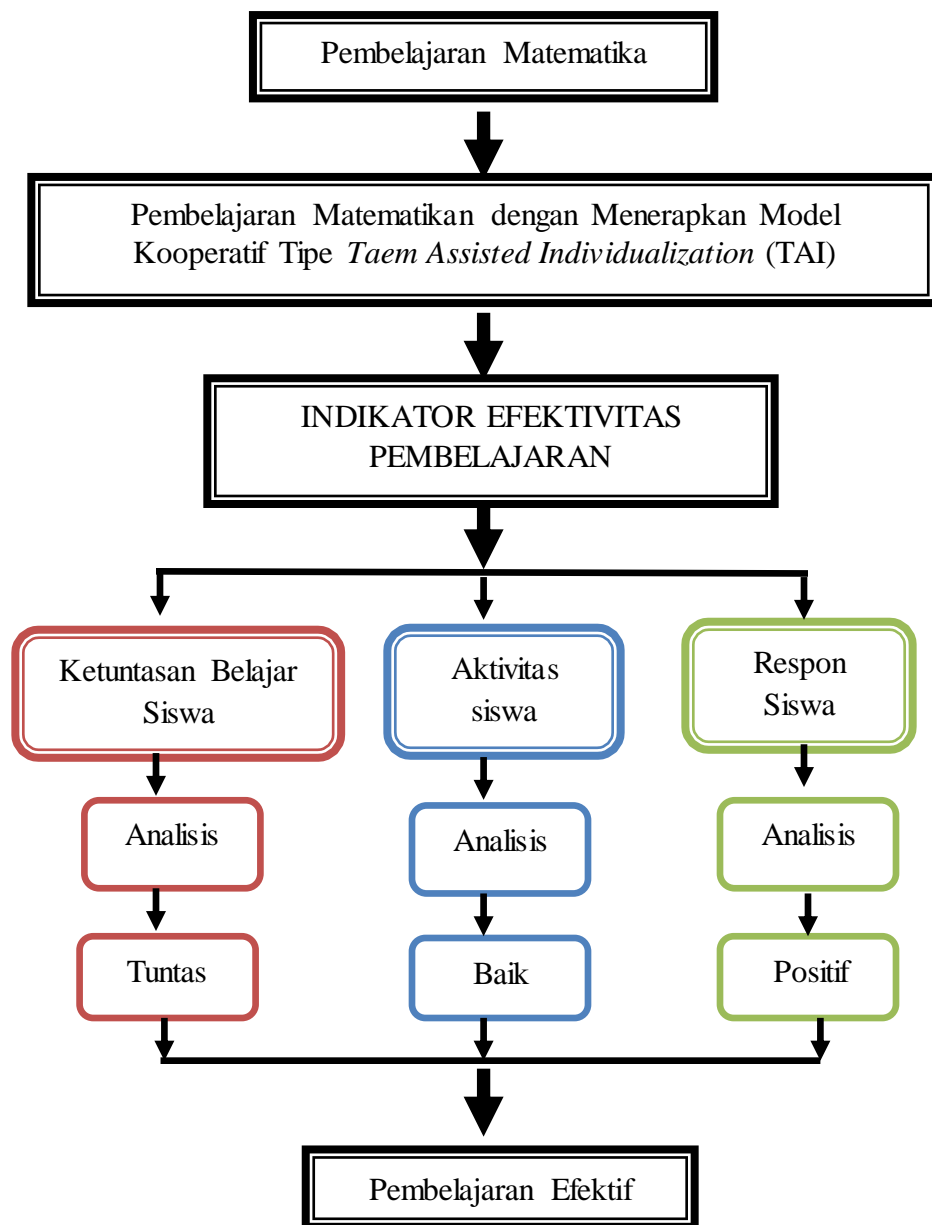 Pembelajaran Matematika
Pembelajaran Matematikan dengan Menerapkan Model
Kooperatif Tipe Taem Assisted Individualization (TAI)
INDIKATOR EFEKTIVITAS
PEMBELAJARAN
Ketuntasan Belajar
Siswa
Aktivitas
siswa
Respon
Siswa
Analisis
Analisis
Analisis
Tuntas
Baik
Positif
Pembelajaran Efektif